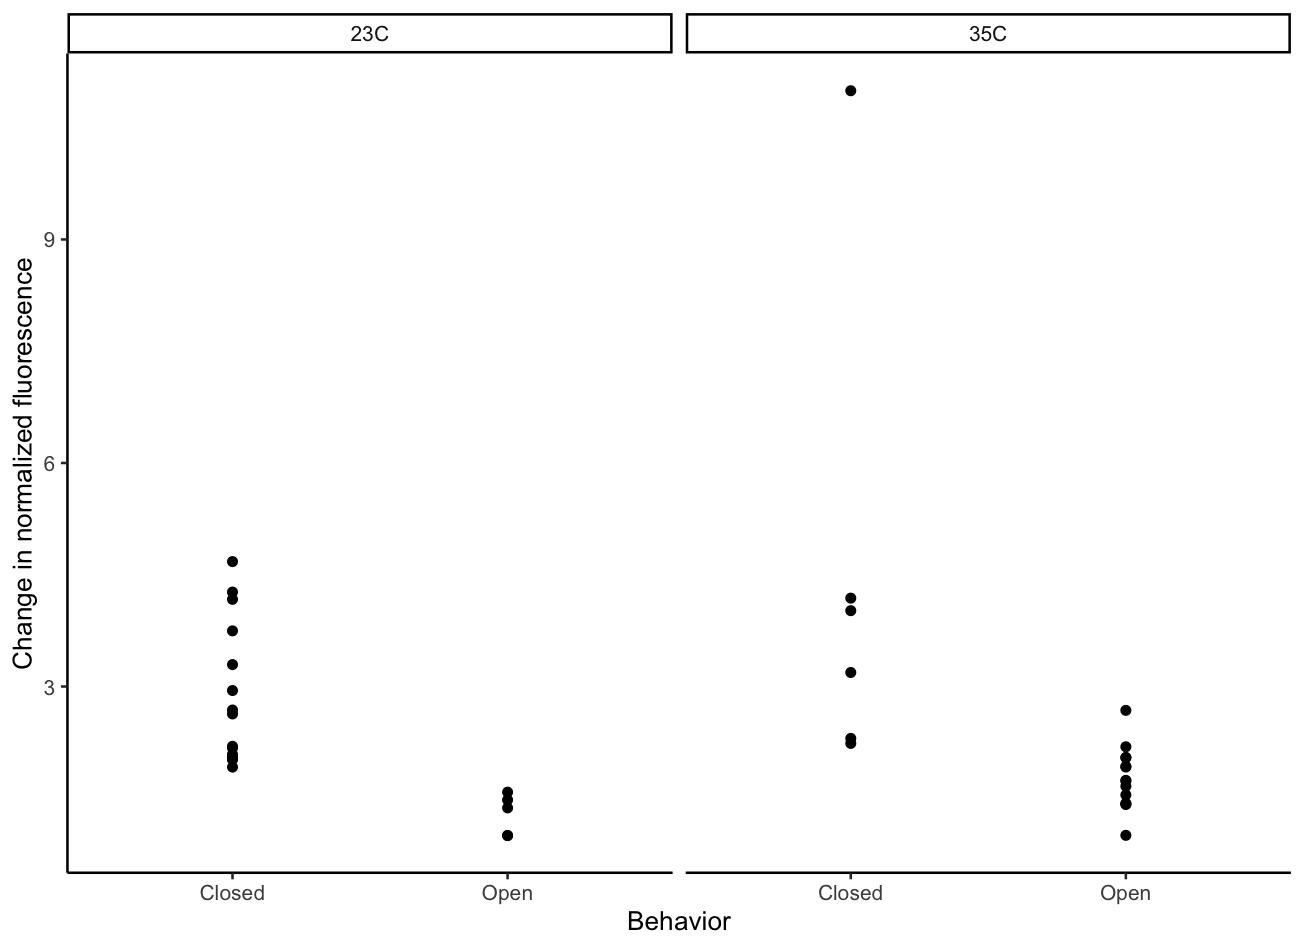 23C
35C
Change in normalized fluorescence
9
6
3
Closed
Open
Closed
Open
Behavior